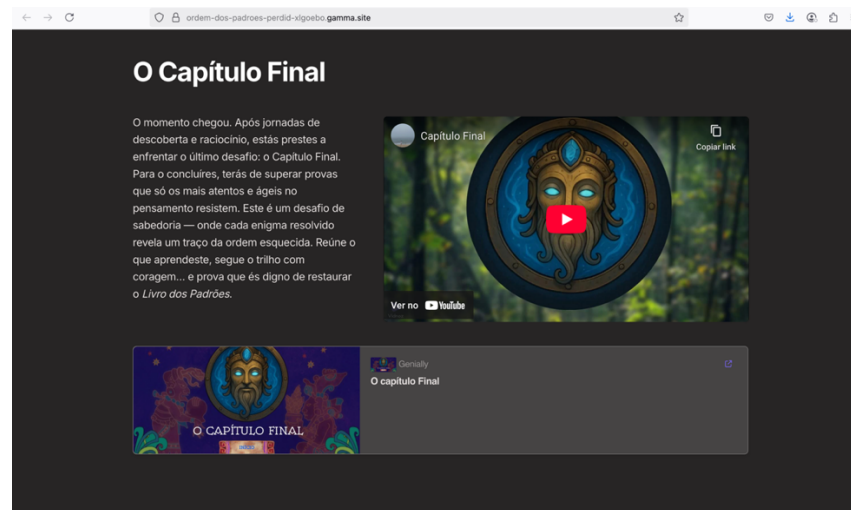 ordem-dos-padroes-perdid-xlgoebo.gamma.site
O Capítulo Final
O momento chegou. Após jornadas de
descoberta e raciocínio, estás prestes a
enfrentar o último desafio: o Capítulo Final.
Para o concluíres, terás de superar provas
que só os mais atentos e ágeis no
pensamento resistem. Este é um desafio de
sabedoria — onde cada enigma resolvido
revela um traço da ordem esquecida. Reúne o
que aprendeste, segue o trilho com
coragem... e prova que és digno de restaurar
o Livro dos Padrões.
Capítulo Final
Copiar link
Ver no YouTube
O CAPÍTULO FINAL
Genially
O capítulo Final